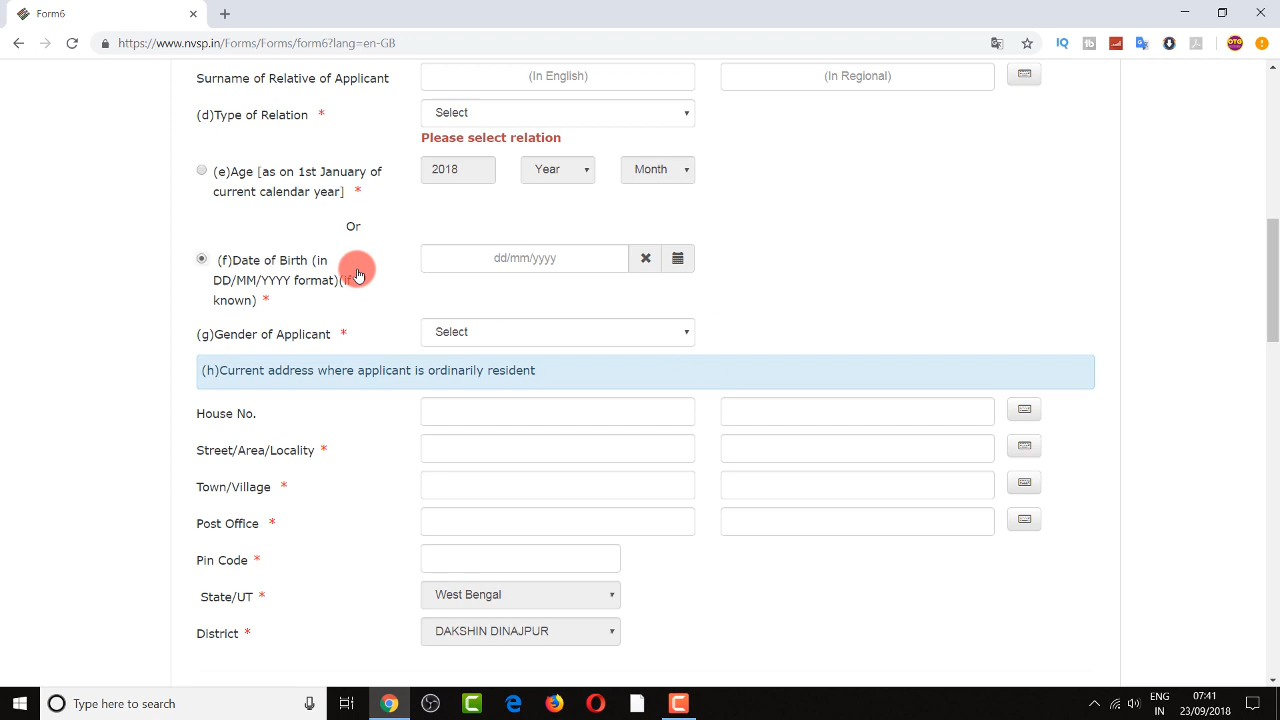 Form6
https://www.nvsp.in/Forms/Forms/form6?lang=en-GB
Surname of Relative of Applicant (In English) (In Regional)
(d)Type of Relation * Select
Please select relation
(e)Age [as on 1st January of 2018 Year Month
current calendar year] *
Or
(f)Date of Birth (in dd/mm/yyyy
DD/MM/YYYY format)(if
known) *
(g)Gender of Applicant * Select
(h)Current address where applicant is ordinarily resident
House No.
Street/Area/Locality *
Town/Village *
Post Office *
Pin Code *
State/UT * West Bengal
District * DAKSHIN DINAJPUR
Type here to search
ENG 07:41
IN 23/09/2018